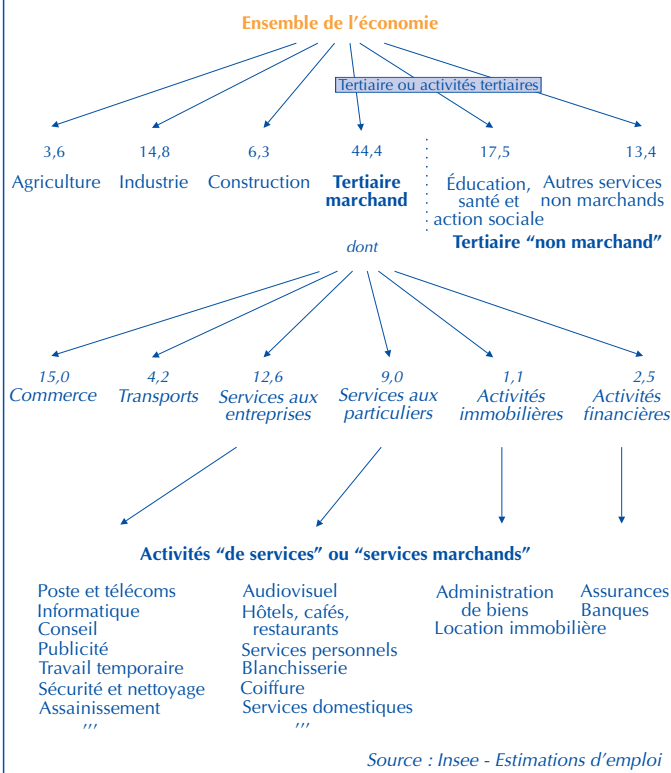 Ensemble de l’économie
Tertiaire ou activités tertiaires
3,6
14,8
6,3
44,4
17,5
13,4
Agriculture
Industrie
Construction
Tertiaire
marchand
Éducation,
santé et
action sociale
Autres services
non marchands
Tertiaire “non marchand”
dont
15,0
4,2
12,6
9,0
1,1
2,5
Commerce
Transports
Services aux
entreprises
Services aux
particuliers
Activités
immobilières
Activités
financières
Activités “de services” ou “services marchands”
Poste et télécoms
Informatique
Conseil
Publicité
Travail temporaire
Sécurité et nettoyage
Assainissement
,,,
Audiovisuel
Hôtels, cafés,
restaurants
Services personnels
Blanchisserie
Coiffure
Services domestiques
,,,
Administration
de biens
Location immobilière
Assurances
Banques
Source : Insee - Estimations d’emploi